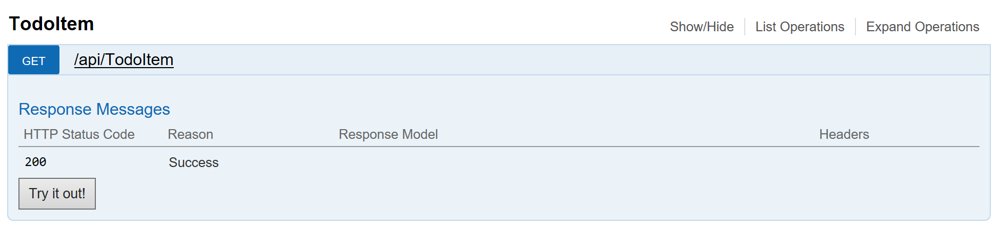 TodoItem
Show/Hide List Operations Expand Operations
GET /api/TodoItem
Response Messages
HTTP Status Code Reason Response Model Headers
200 Success
Try it out!